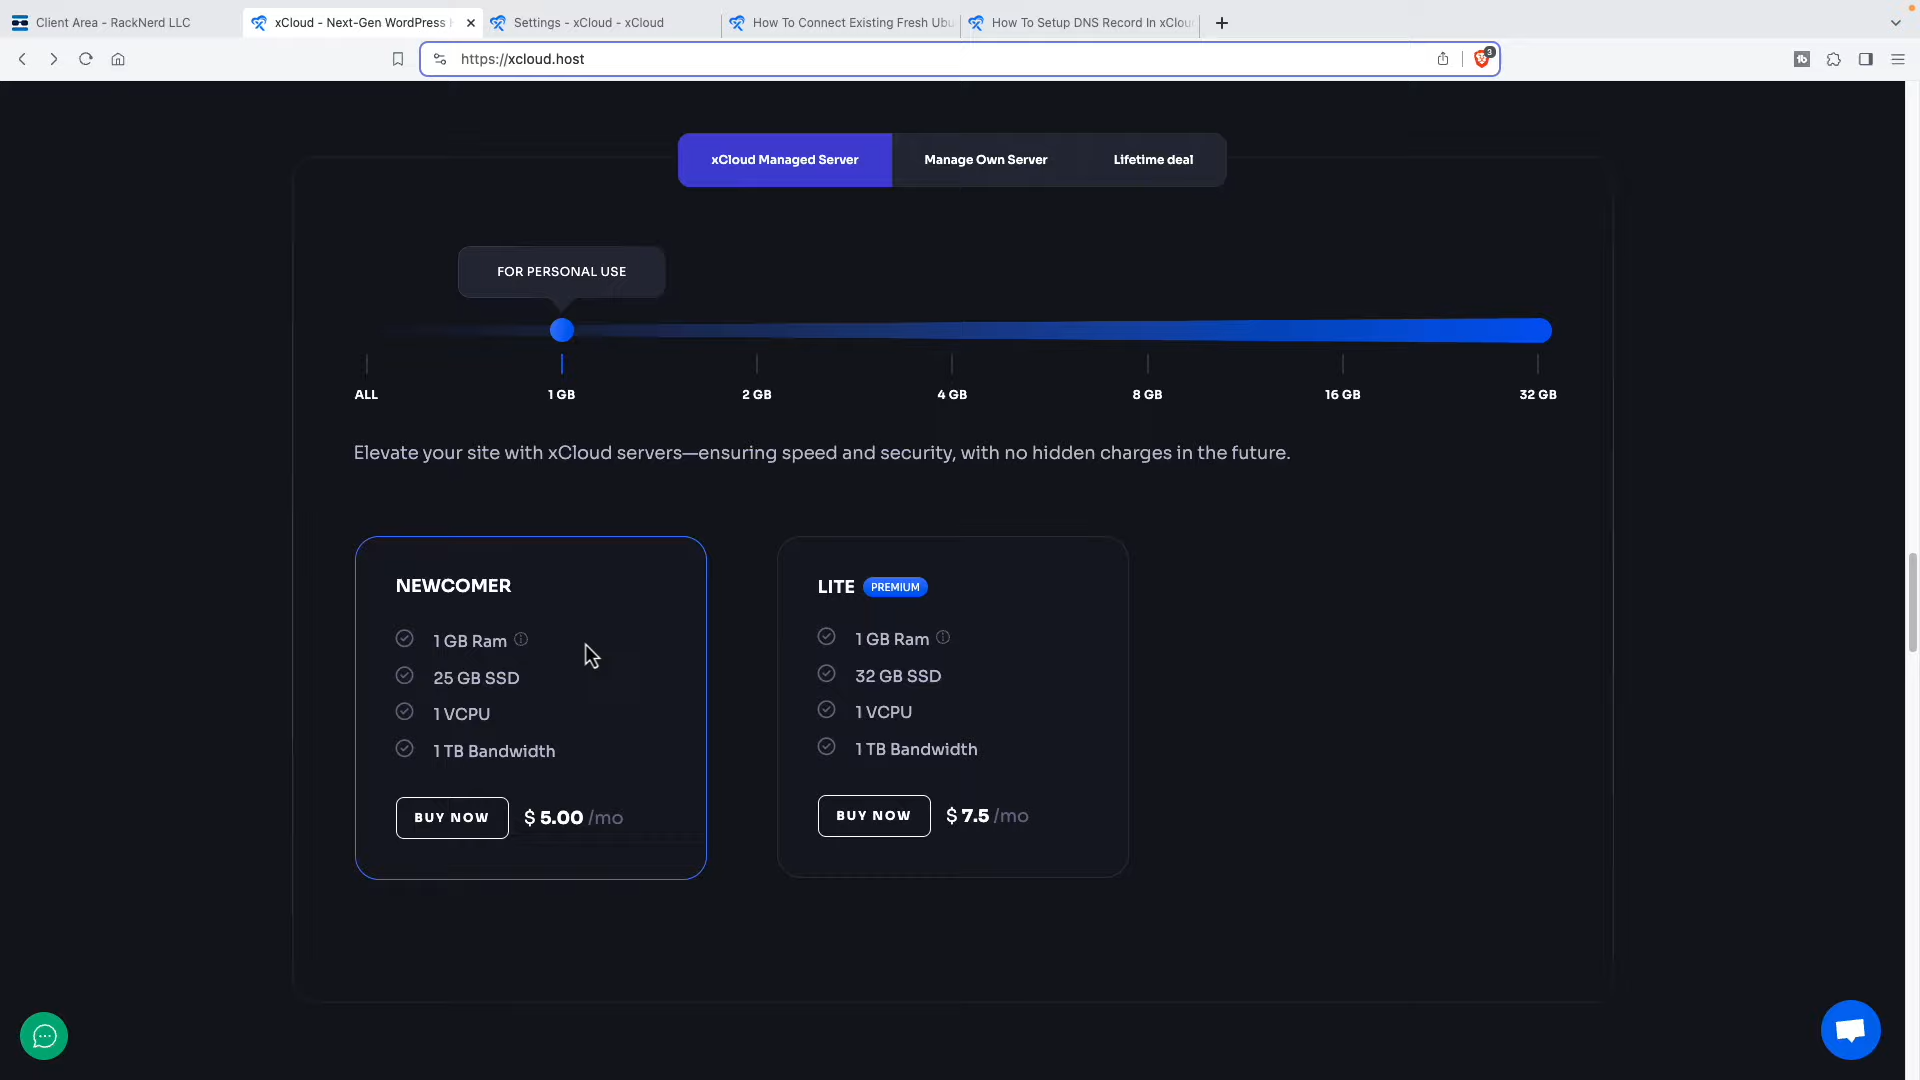 Client Area - RackNerd LLC
xCloud - Next-Gen WordPress
Settings - xCloud - xCloud
How To Connect Existing Fresh Ubu
How To Setup DNS Record In xClou
https://xcloud.host
3
xCloud Managed Server
Manage Own Server
Lifetime deal
FOR PERSONAL USE
ALL
1 GB
2 GB
4 GB
8 GB
16 GB
32 GB
Elevate your site with xCloud servers—ensuring speed and security, with no hidden charges in the future.
NEWCOMER
1 GB Ram
25 GB SSD
1 VCPU
1 TB Bandwidth
BUY NOW $ 5.00 /mo
LITE PREMIUM
1 GB Ram
32 GB SSD
1 VCPU
1 TB Bandwidth
BUY NOW $ 7.5 /mo